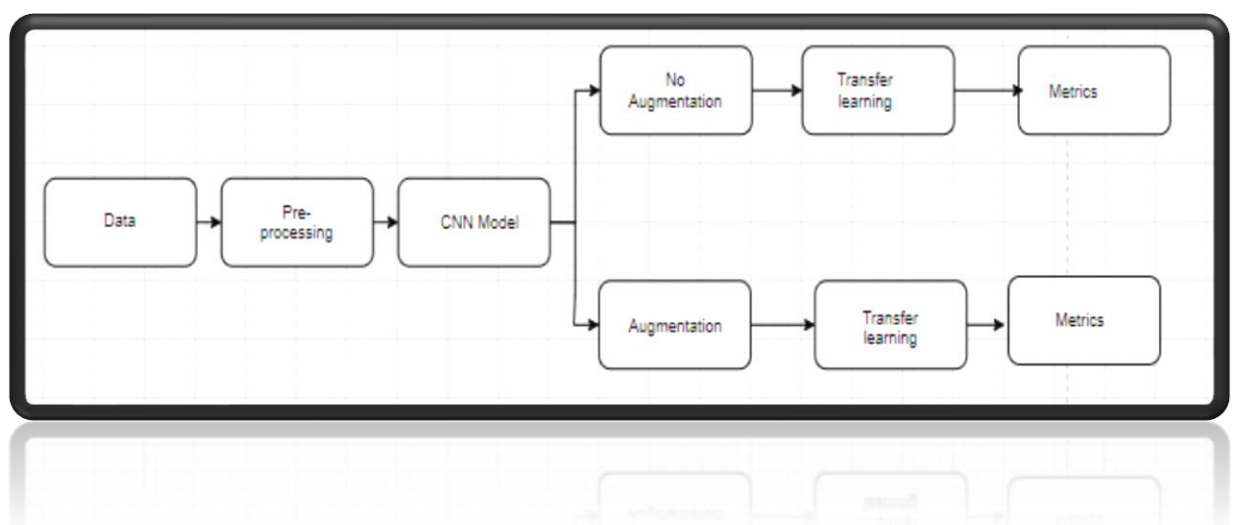 No
Augmentation
Transfer
learning
Metrics
Data
Pre-
processing
CNN Model
Augmentation
Transfer
learning
Metrics